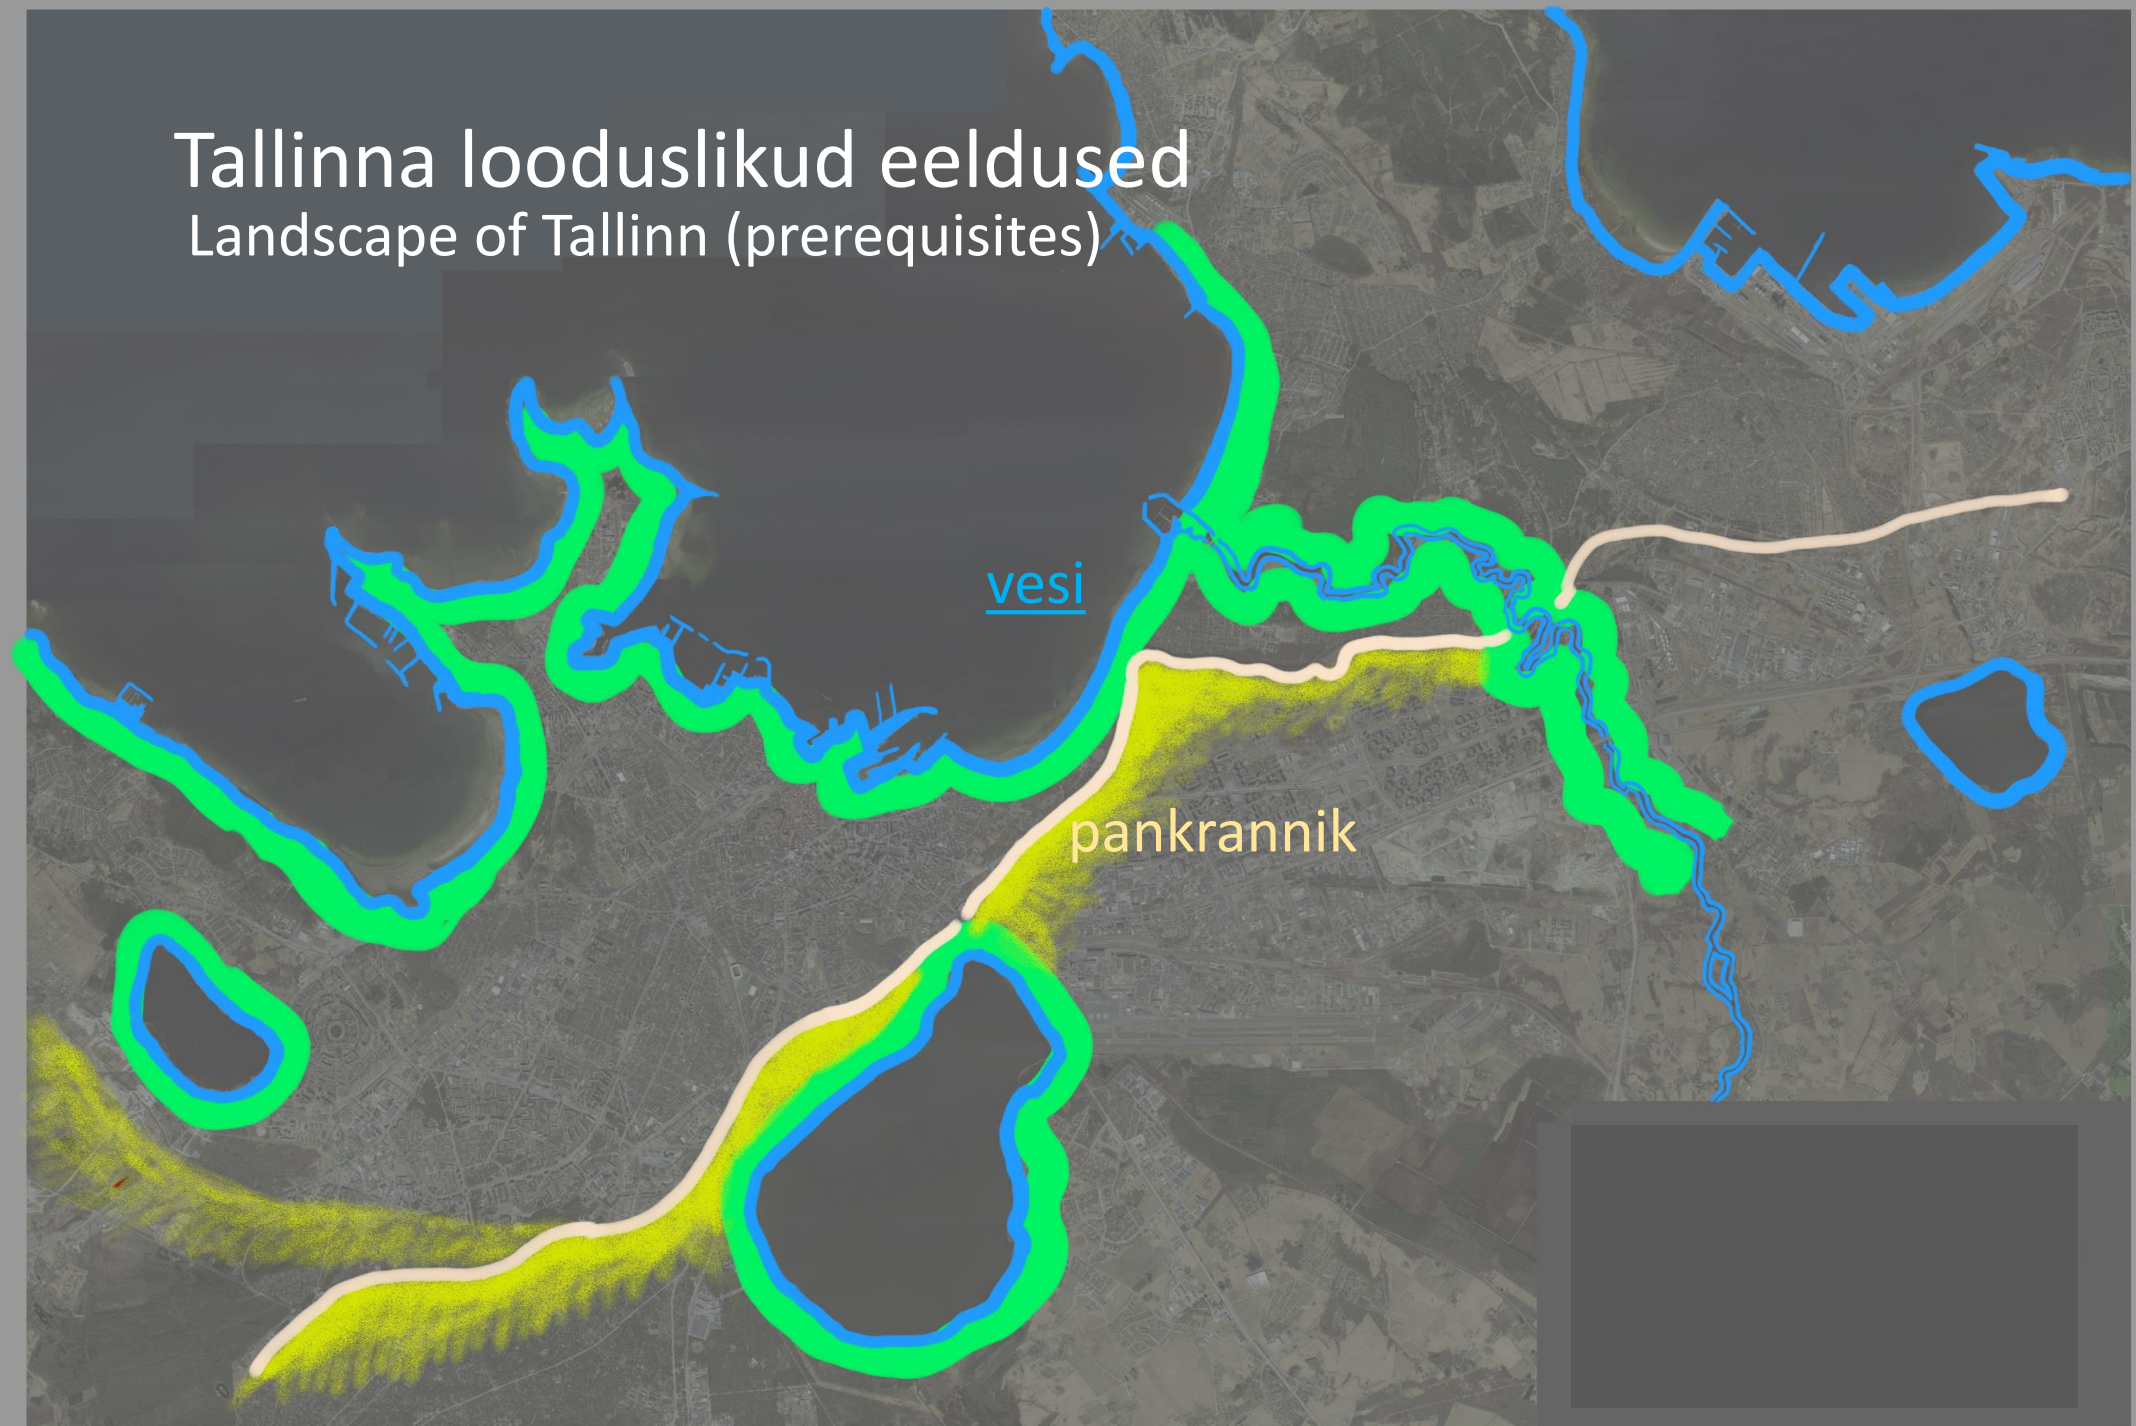 Tallinna looduslikud eeldused
Landscape of Tallinn (prerequisites)
vesi
pankrannik